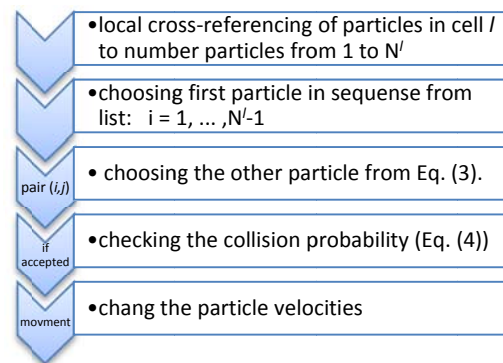 •local cross-referencing of particles in cell l
to number particles from 1 to Nˡ
•choosing first particle in sequense from
list: i = 1, ... ,Nˡ-1
pair (i,j)
• choosing the other particle from Eq. (3).
if
accepted
•checking the collision probability (Eq. (4))
movment
•chang the particle velocities